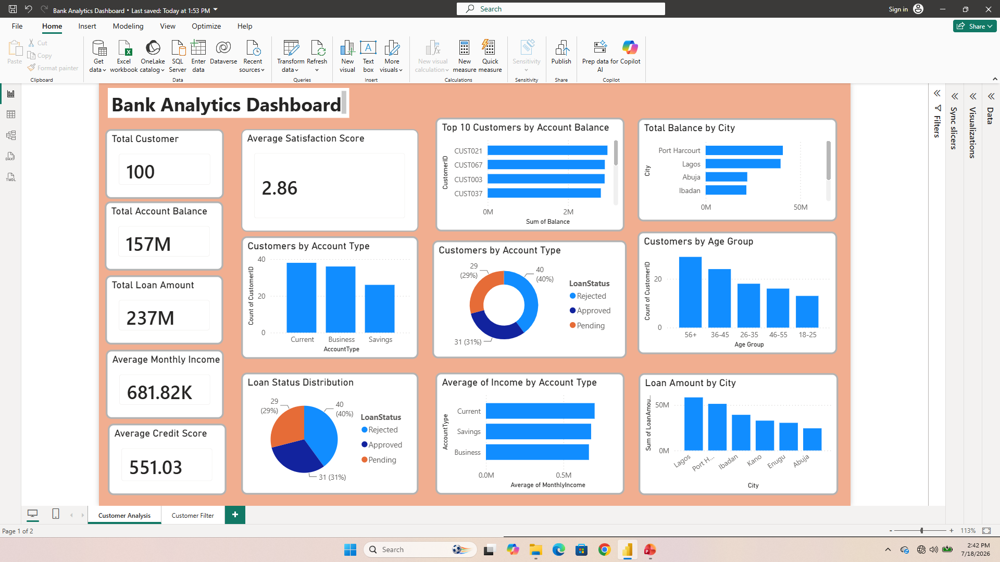 Bank Analytics Dashboard • Last saved: Today at 1:53 PM
Search
Sign in
File
Home
Insert
Modeling
View
Optimize
Help
Share
Paste
Cut
Copy
Format painter
Clipboard
Get data
Excel workbook
OneLake catalog
SQL Server
Enter data
Dataverse
Recent sources
Data
Transform data
Refresh
Queries
New visual
Text box
More visuals
Insert
New visual calculation
New measure
Quick measure
Calculations
Sensitivity
Sensitivity
Publish
Share
Prep data for AI
Copilot
Copilot
DAX
TMDL
Bank Analytics Dashboard
Total Customer
100
Total Account Balance
157M
Total Loan Amount
237M
Average Monthly Income
681.82K
Average Credit Score
551.03
Average Satisfaction Score
2.86
Customers by Account Type
Count of CustomerID
40
20
0
Current
Business
Savings
AccountType
Loan Status Distribution
29
(29%)
40
(40%)
31 (31%)
LoanStatus
Rejected
Approved
Pending
Top 10 Customers by Account Balance
CustomerID
CUST021
CUST067
CUST003
CUST037
0M
2M
Sum of Balance
Customers by Account Type
29
(29%)
40
(40%)
31 (31%)
LoanStatus
Rejected
Approved
Pending
Average of Income by Account Type
AccountType
Current
Savings
Business
0.0M
0.5M
Average of MonthlyIncome
Total Balance by City
City
Port Harcourt
Lagos
Abuja
Ibadan
0M
50M
Customers by Age Group
Count of CustomerID
20
0
56+
36-45
26-35
46-55
18-25
Age Group
Loan Amount by City
Sum of LoanAmou...
50M
0M
Lagos
Port H...
Ibadan
Kano
Enugu
Abuja
City
Filters
Sync slicers
Visualizations
Data
Customer Analysis
Customer Filter
+
Page 1 of 2
- + 113%
Search
2:42 PM
7/18/2026